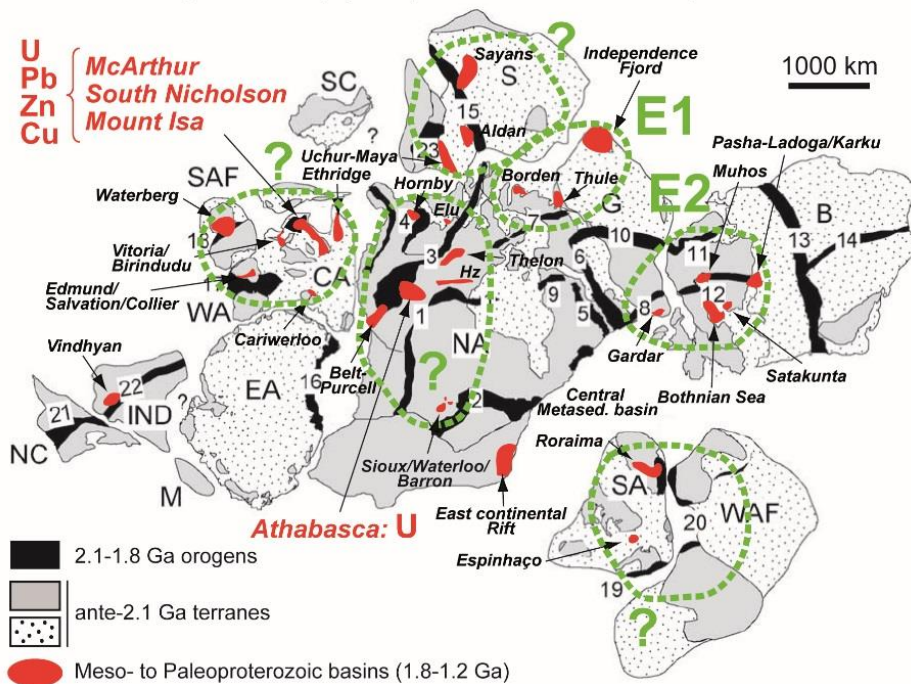 U
Pb
Zn
Cu
McArthur
South Nicholson
Mount Isa
SC
?
?
SAF
Waterberg
13
Vitoria/
Birindudu
Edmund/
Salvation/Collier
WA
CA
Cariwerloo
Uchur-Maya
Ethridge
Sayans
?
S
15
Aldan
23
Independence
Fjord
1000 km
E1
E2
Borden
Thule
7
G
Pasha-Ladoga/Karku
Muhos
B
Hornby
4
Elu
3
Thelon
Hz
1
NA
Belt-
Purcell
?
2
Sioux/Waterloo/
Barron
6
9
5
10
8
11
12
13
14
Gardar
Bothnian Sea
Satakunta
Central
Metased. basin
Vindhyan
22
21
IND
?
NC
M
EA
16
East continental
Rift
Athabasca: U
Roraima
SA
WAF
20
Espinhaço
19
?
2.1-1.8 Ga orogens
ante-2.1 Ga terranes
Meso- to Paleoproterozoic basins (1.8-1.2 Ga)